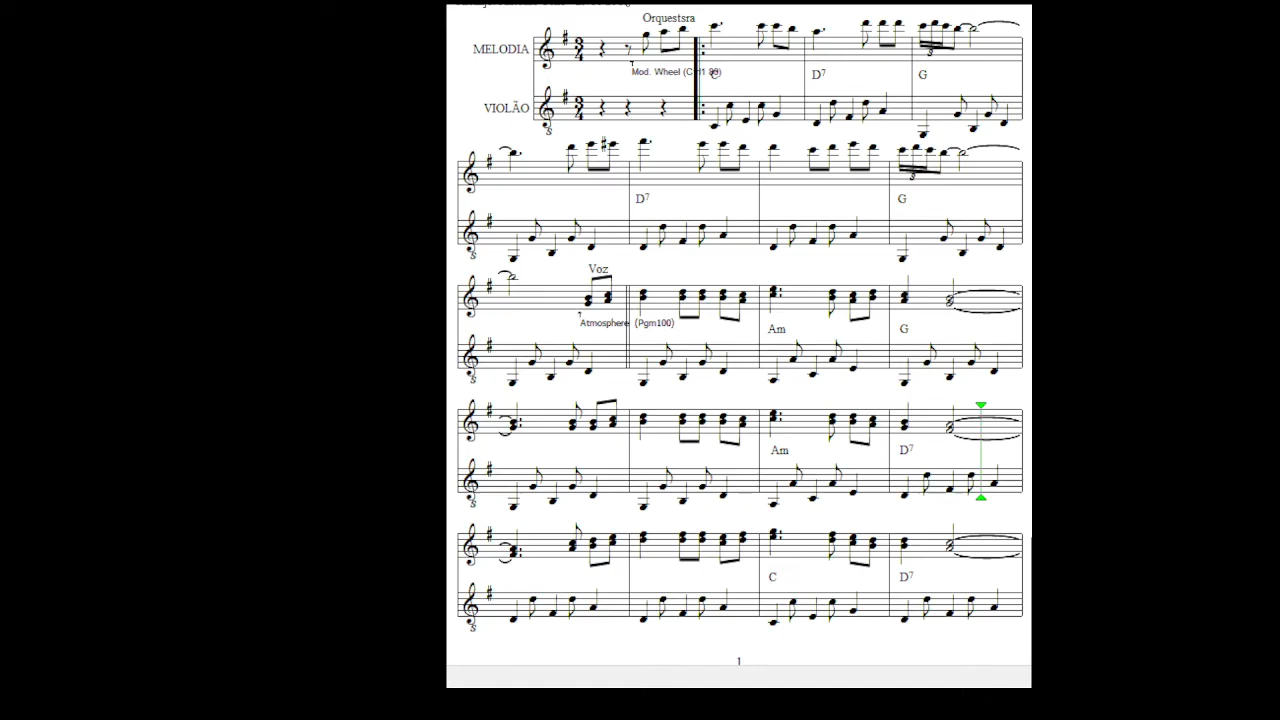 Orquestsra
MELODIA
Mod. Wheel (C
C D7 G
VIOLÃO
D7 G
Voz
Atmosphere (Pgm100)
Am G
Am D7
C D7
1